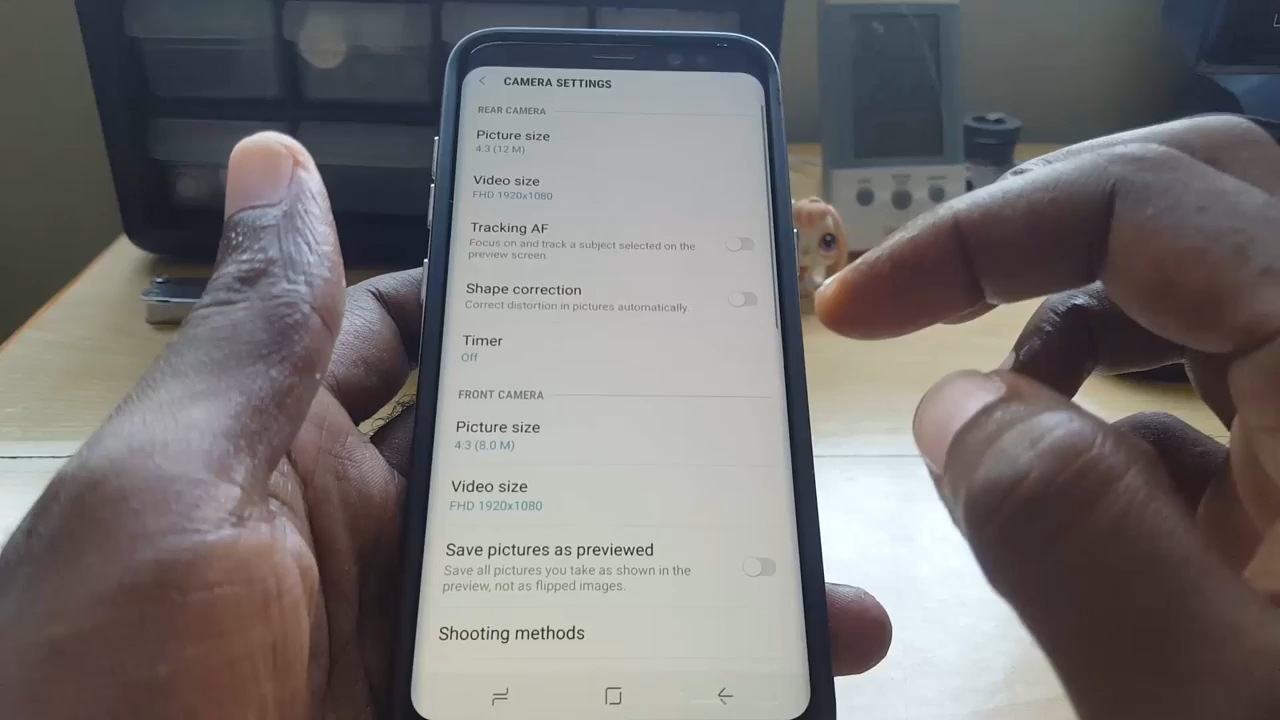 CAMERA SETTINGS
REAR CAMERA
Picture size
4:3 (12 M)
Video size
FHD 1920x1080
Tracking AF
Focus on and track a subject selected on the
preview screen.
Shape correction
Correct distortion in pictures automatically.
Timer
Off
FRONT CAMERA
Picture size
4:3 (8.0 M)
Video size
FHD 1920x1080
Save pictures as previewed
Save all pictures you take as shown in the
preview, not as flipped images.
Shooting methods